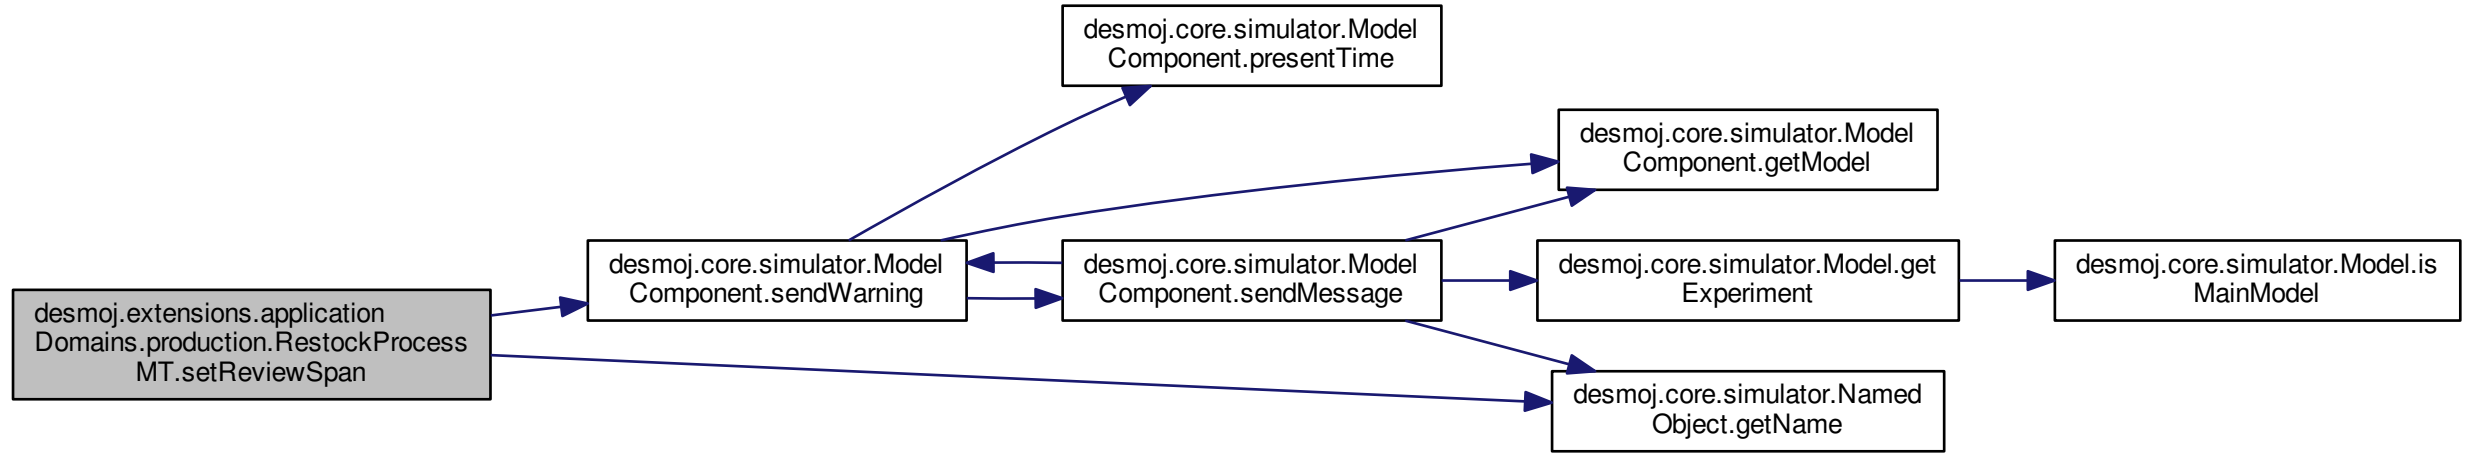 desmoj.core.simulator.Model
Component.presentTime
desmoj.core.simulator.Model
Component.getModel
desmoj.core.simulator.Model
Component.sendWarning
desmoj.core.simulator.Model
Component.sendMessage
desmoj.core.simulator.Model.get
Experiment
desmoj.core.simulator.Model.is
MainModel
desmoj.extensions.application
Domains.production.RestockProcess
MT.setReviewSpan
desmoj.core.simulator.Named
Object.getName